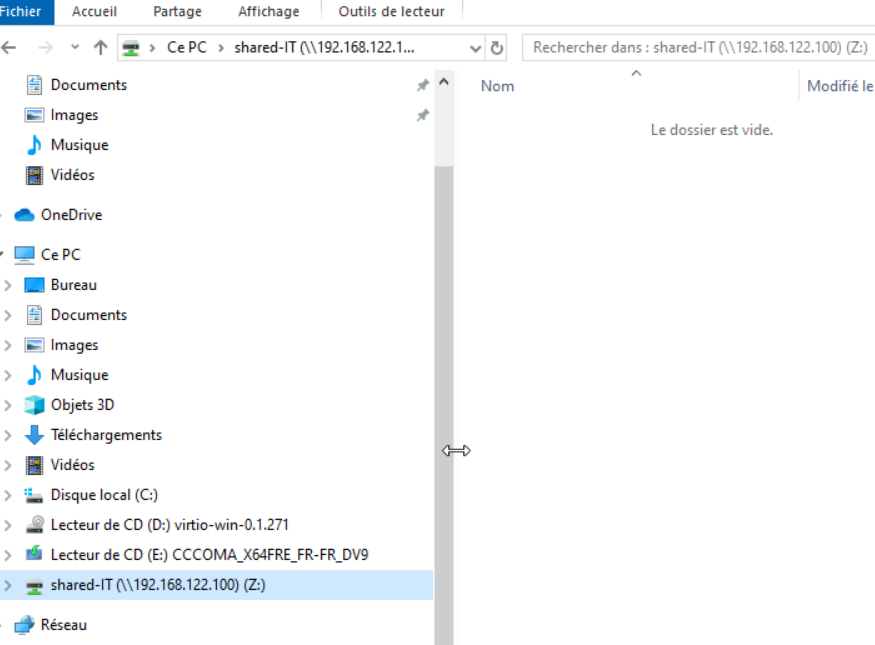 Fichier Accueil Partage Affichage Outils de lecteur
Ce PC shared-IT (\\192.168.122.1... Rechercher dans : shared-IT (\\192.168.122.100) (Z:)
Documents
Images
Musique
Vidéos
OneDrive
Ce PC
Bureau
Documents
Images
Musique
Objets 3D
Téléchargements
Vidéos
Disque local (C:)
Lecteur de CD (D:) virtio-win-0.1.271
Lecteur de CD (E:) CCCOMA_X64FRE_FR-FR_DV9
shared-IT (\\192.168.122.100) (Z:)
Réseau
Nom Modifié le
Le dossier est vide.